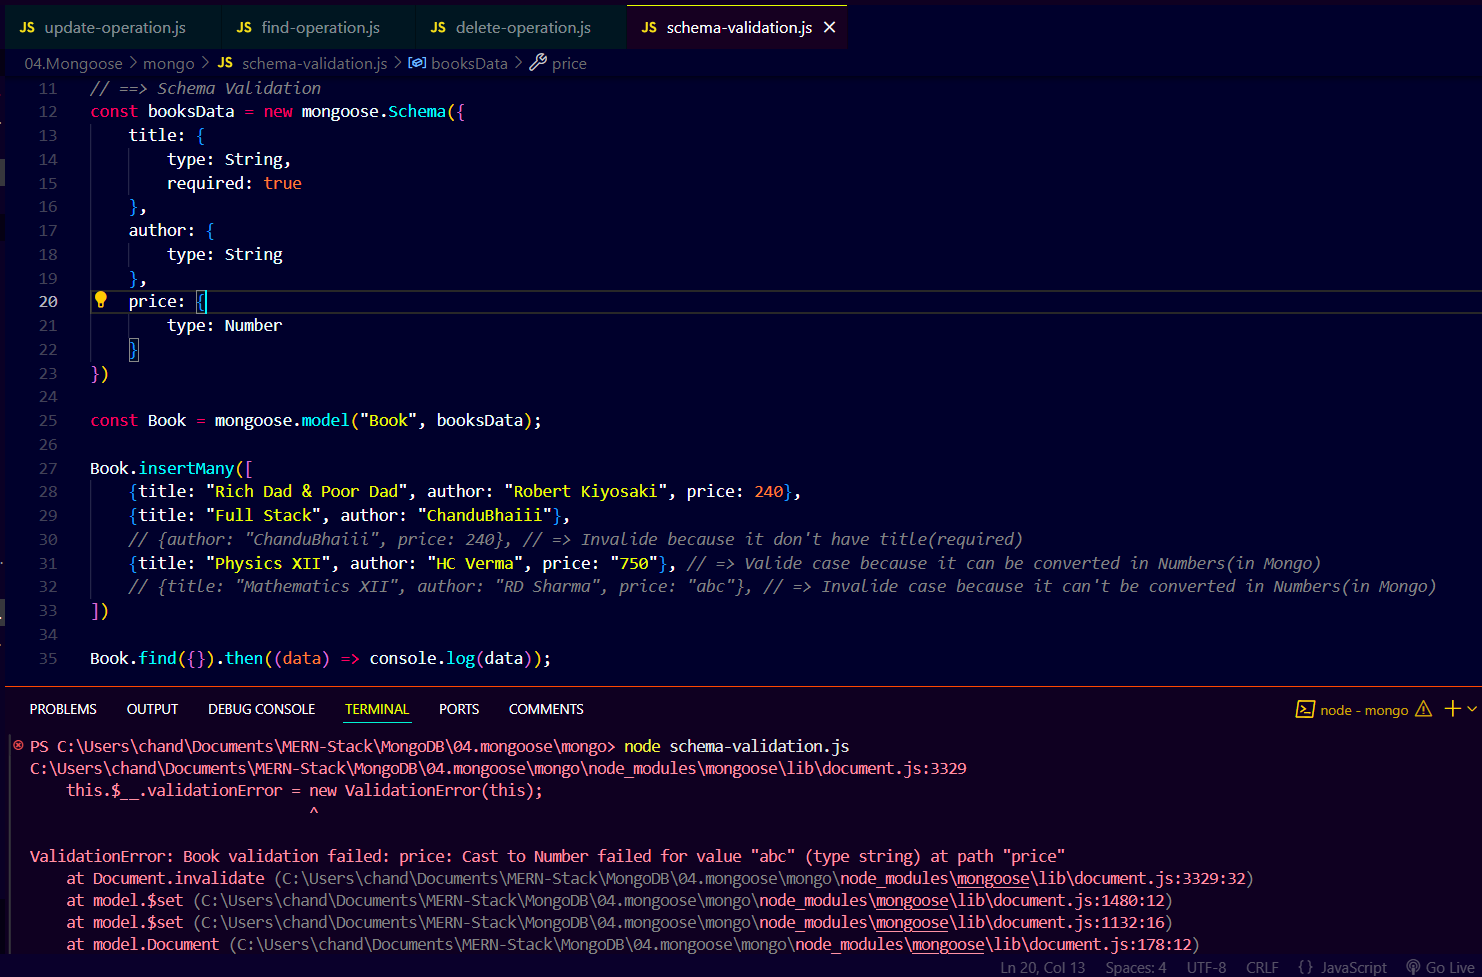 JS update-operation.js JS find-operation.js JS delete-operation.js JS schema-validation.js ×
04.Mongoose > mongo > JS schema-validation.js > booksData > price
11 // ==> Schema Validation
12 const booksData = new mongoose.Schema({
13 title: {
14 type: String,
15 required: true
16 },
17 author: {
18 type: String
19 },
20 price: {
21 type: Number
22 }
23 })
24
25 const Book = mongoose.model("Book", booksData);
26
27 Book.insertMany([
28 {title: "Rich Dad & Poor Dad", author: "Robert Kiyosaki", price: 240},
29 {title: "Full Stack", author: "ChanduBhaiii"},
30 // {author: "ChanduBhaiii", price: 240}, // => Invalide because it don't have title(required)
31 {title: "Physics XII", author: "HC Verma", price: "750"}, // => Valide case because it can be converted in Numbers(in Mongo)
32 // {title: "Mathematics XII", author: "RD Sharma", price: "abc"}, // => Invalide case because it can't be converted in Numbers(in Mongo)
33 ])
34
35 Book.find({}).then((data) => console.log(data));
PROBLEMS OUTPUT DEBUG CONSOLE TERMINAL PORTS COMMENTS node - mongo
PS C:\Users\chand\Documents\MERN-Stack\MongoDB\04.mongoose\mongo> node schema-validation.js
C:\Users\chand\Documents\MERN-Stack\MongoDB\04.mongoose\mongo\node_modules\mongoose\lib\document.js:3329
this.$__.validationError = new ValidationError(this);
^
ValidationError: Book validation failed: price: Cast to Number failed for value "abc" (type string) at path "price"
at Document.invalidate (C:\Users\chand\Documents\MERN-Stack\MongoDB\04.mongoose\mongo\node_modules\mongoose\lib\document.js:3329:32)
at model.$set (C:\Users\chand\Documents\MERN-Stack\MongoDB\04.mongoose\mongo\node_modules\mongoose\lib\document.js:1480:12)
at model.$set (C:\Users\chand\Documents\MERN-Stack\MongoDB\04.mongoose\mongo\node_modules\mongoose\lib\document.js:1132:16)
at model.Document (C:\Users\chand\Documents\MERN-Stack\MongoDB\04.mongoose\mongo\node_modules\mongoose\lib\document.js:178:12)
Ln 20, Col 13 Spaces: 4 UTF-8 CRLF {} JavaScript Go Live